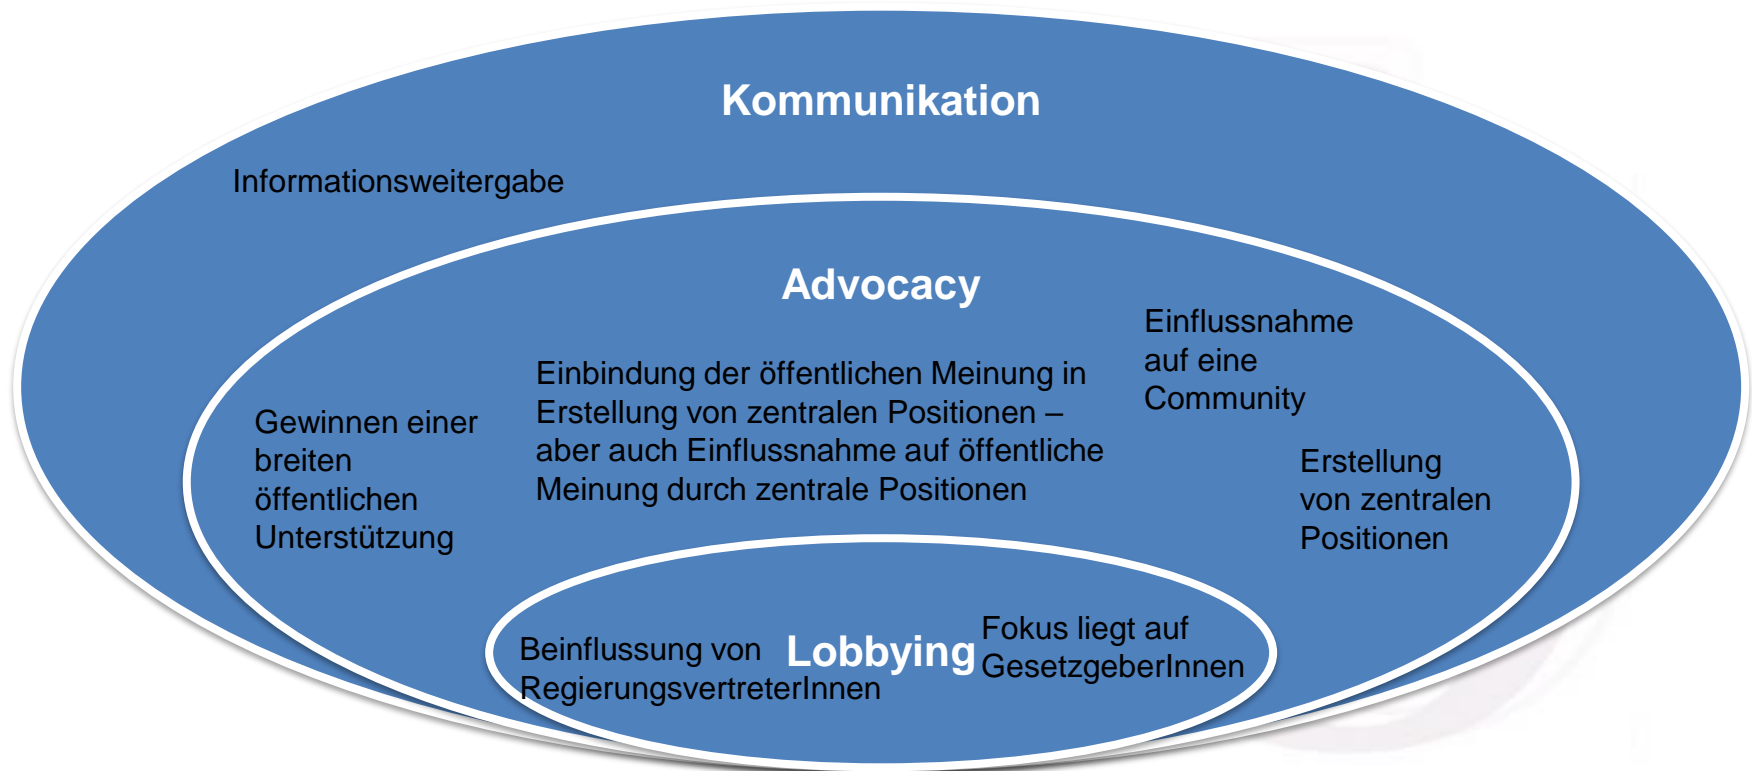 Kommunikation
Informationsweitergabe
Advocacy
Einflussnahme
auf eine
Community
Einbindung der öffentlichen Meinung in
Erstellung von zentralen Positionen –
aber auch Einflussnahme auf öffentliche
Meinung durch zentrale Positionen
Gewinnen einer
breiten
öffentlichen
Unterstützung
Erstellung
von zentralen
Positionen
Beinflussung von
RegierungsvertreterInnen
Lobbying
Fokus liegt auf
GesetzgeberInnen